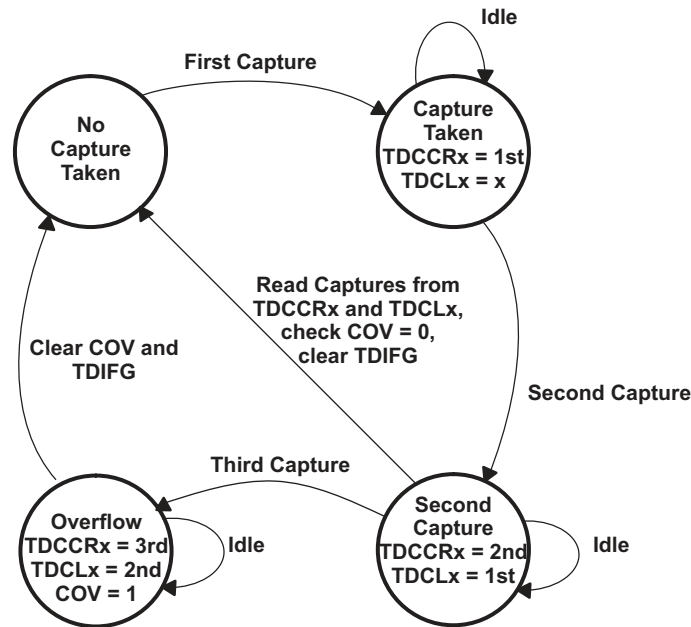 Idle
First Capture
No
Capture
Taken
Capture
Taken
TDCCRx = 1st
TDCLx = x
Read Captures from
TDCCRx and TDCLx,
check COV = 0,
clear TDIFG
Clear COV and
TDIFG
Second Capture
Third Capture
Overflow
TDCCRx = 3rd
TDCLx = 2nd
COV = 1
Idle
Second
Capture
TDCCRx = 2nd
TDCLx = 1st
Idle